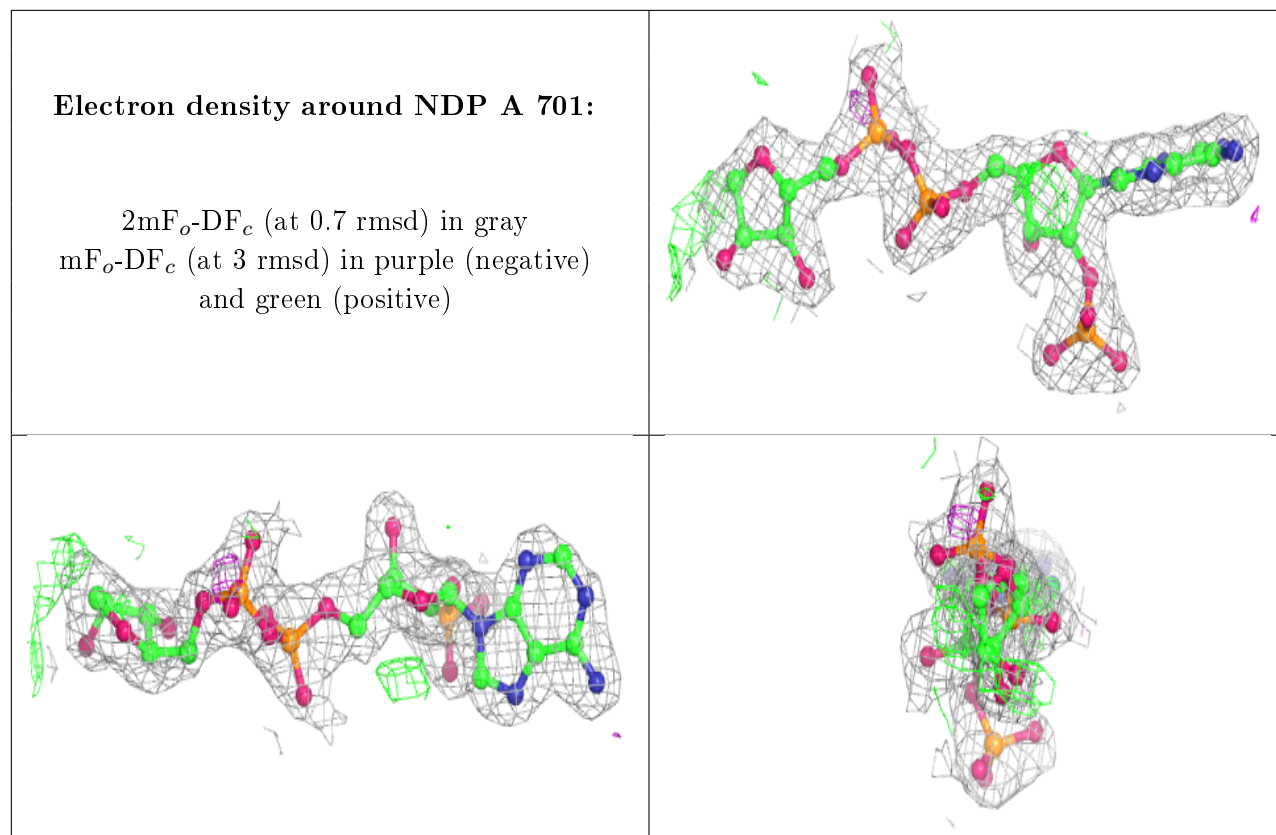 Electron density around NDP A 701:
2mFo-DFc (at 0.7 rmsd) in gray
mFo-DFc (at 3 rmsd) in purple (negative)
and green (positive)